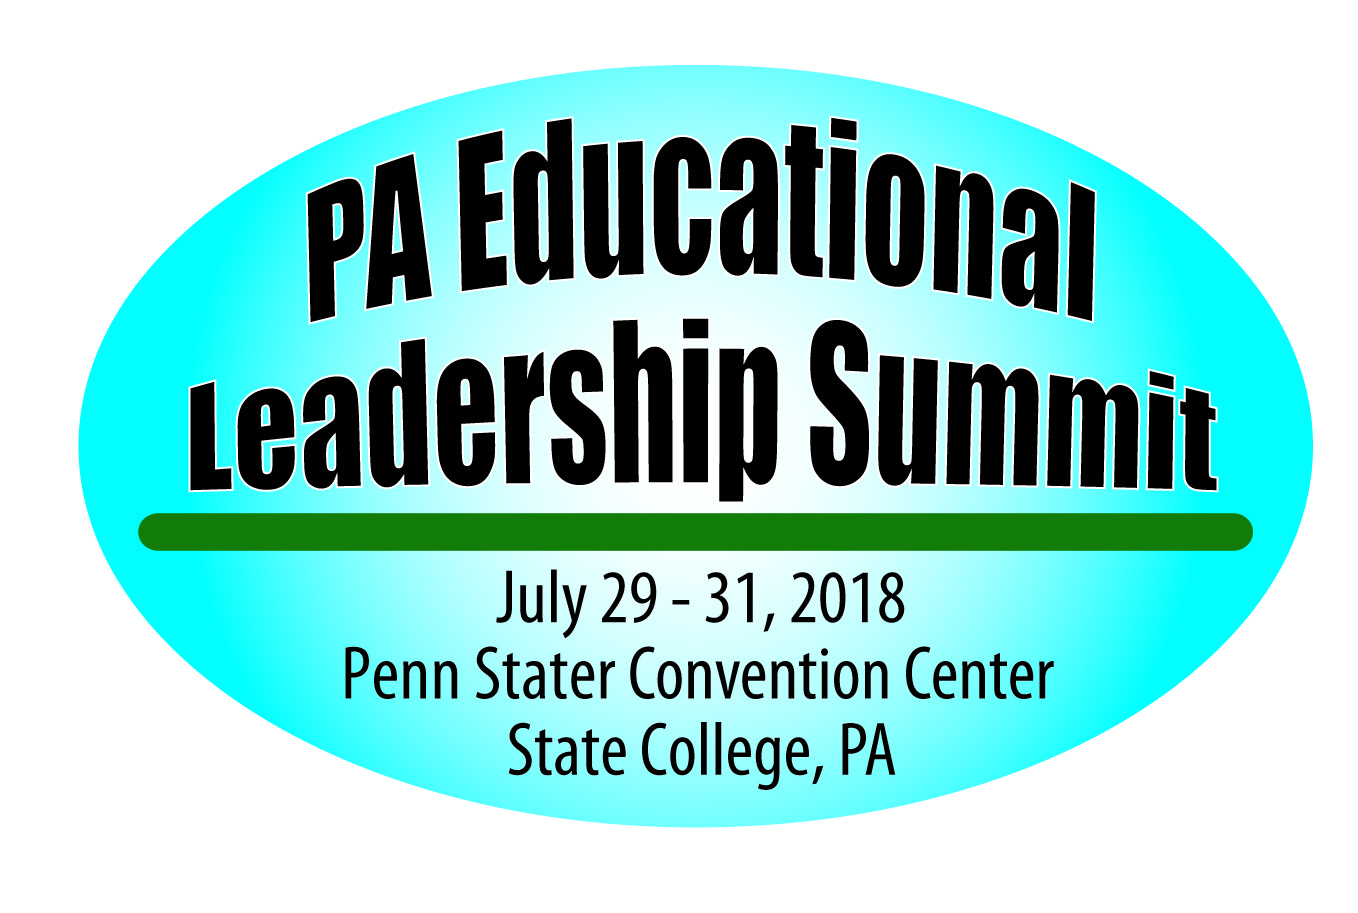 PA Educational
Leadership Summit
July 29 - 31, 2018
Penn Stater Convention Center
State College, PA